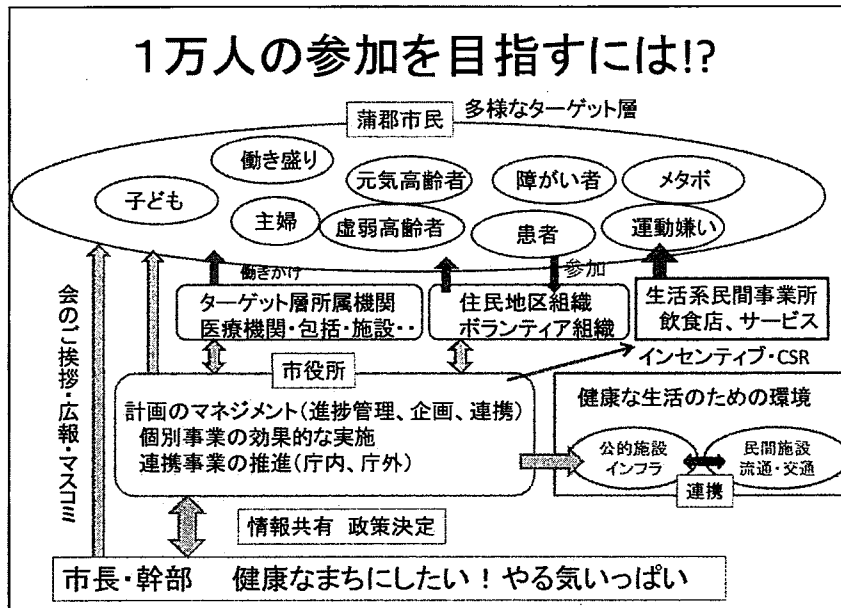 １万人の参加を目指すには!?
多様なターゲット層
蒲郡市民
働き盛り
子ども
元気高齢者
障がい者
メタボ
主婦
虚弱高齢者
患者
運動嫌い
働きかけ
参加
ターゲット層所属機関
医療機関・包括・施設・・
住民地区組織
ボランティア組織
生活系民間事業所
飲食店、サービス
インセンティブ・CSR
会のご挨拶・広報・マスコミ
市役所
計画のマネジメント(進捗管理、企画、連携)
個別事業の効果的な実施
連携事業の推進(庁内、庁外)
健康な生活のための環境
公的施設
インフラ
民間施設
流通・交通
連携
情報共有 政策決定
市長・幹部 健康なまちにしたい！やる気いっぱい